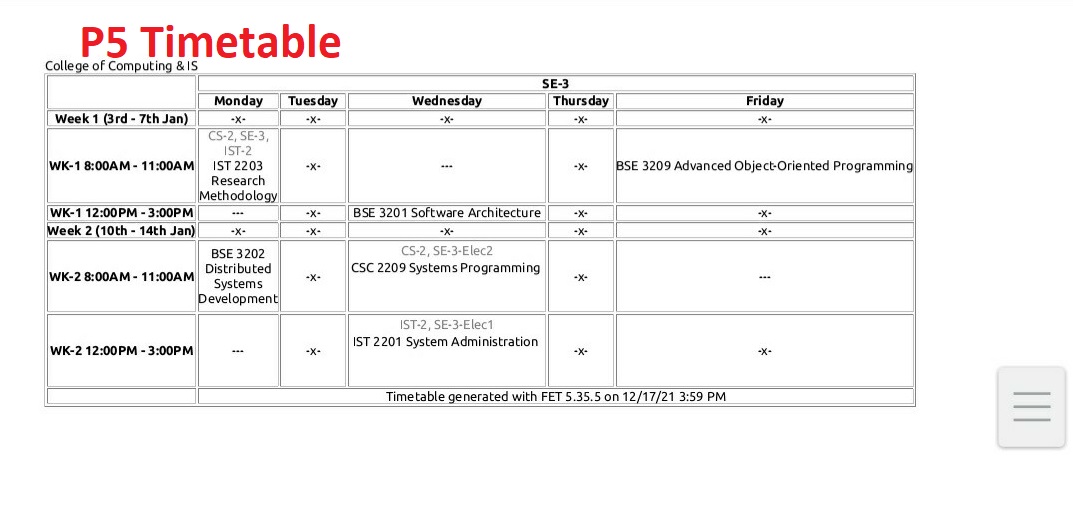 P5 Timetable
College of Computing & IS
SE-3
Monday Tuesday Wednesday Thursday Friday
Week 1 (3rd - 7th Jan) -X- -X- -X- -X- -X-
WK-1 8:00AM - 11:00AM CS-2, SE-3, IST-2 IST 2203 Research Methodology -X- --- -X- BSE 3209 Advanced Object-Oriented Programming
WK-1 12:00PM - 3:00PM --- -X- BSE 3201 Software Architecture -X- -X-
Week 2 (10th - 14th Jan) -X- -X- -X- -X- -X-
WK-2 8:00AM - 11:00AM BSE 3202 Distributed Systems Development -X- CS-2, SE-3-Elec2 CSC 2209 Systems Programming -X- ---
WK-2 12:00PM - 3:00PM --- -X- IST-2, SE-3-Elec1 IST 2201 System Administration -X- -X-
Timetable generated with FET 5.35.5 on 12/17/21 3:59 PM